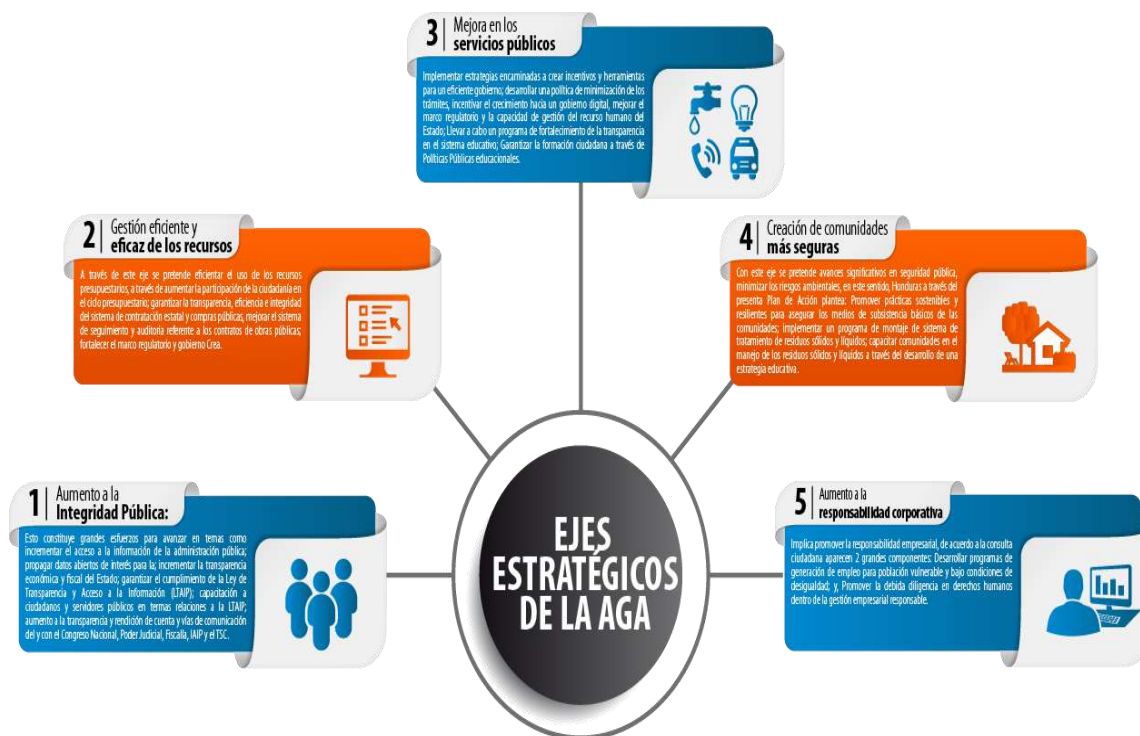 3 | Mejora en los
servicios públicos
Implementar estrategias encaminadas a crear incentivos y herramientas
para un eficiente gobierno; desarrollar una política de minimización de los
trámites, incentivar el crecimiento hacia un gobierno digital, mejorar el
marco regulatorio y la capacidad de gestión del recurso humano del
Estado; Llevar a cabo un programa de fortalecimiento de la transparencia
en el sistema educativo; Garantizar la formación ciudadana a través de
Políticas Públicas educacionales.
2 | Gestión eficiente y
eficaz de los recursos
A través de este eje se pretende eficientar el uso de los recursos
presupuestarios, a través de aumentar la participación de la ciudadanía en
el ciclo presupuestario; garantizar la transparencia, eficiencia e integridad
del sistema de contratación estatal y compras públicas, mejorar el sistema
de seguimiento y auditoria referente a los contratos de obras públicas;
fortalecer el marco regulatorio y gobierno Crea.
4 | Creación de comunidades
más seguras
Con este eje se pretende avances significativos en seguridad pública,
minimizar los riesgos ambientales, en este sentido, Honduras a través del
presenta Plan de Acción plantea: Promover prácticas sostenibles y
resilientes para asegurar los medios de subsistencia básicos de las
comunidades; implementar un programa de montaje de sistema de
tratamiento de residuos sólidos y líquidos; capacitar comunidades en el
manejo de los residuos sólidos y líquidos a través del desarrollo de una
estrategia educativa.
1 | Aumento a la
Integridad Pública:
Esto constituye grandes esfuerzos para avanzar en temas como
incrementar el acceso a la información de la administración pública;
propagar datos abiertos de interés para la; incrementar la transparencia
económica y fiscal del Estado; garantizar el cumplimiento de la Ley de
Transparencia y Acceso a la Información (LTAIP); capacitación a
ciudadanos y servidores públicos en termas relaciones a la LTAIP;
aumento a la transparencia y rendición de cuenta y vías de comunicación
del y con el Congreso Nacional, Poder Judicial, Fiscalía, IAIP y el TSC.
5 | Aumento a la
responsabilidad corporativa
Implica promover la responsabilidad empresarial, de acuerdo a la consulta
ciudadana aparecen 2 grandes componentes: Desarrollar programas de
generación de empleo para población vulnerable y bajo condiciones de
desigualdad; y, Promover la debida diligencia en derechos humanos
dentro de la gestión empresarial responsable.
EJES
ESTRATÉGICOS
DE LA AGA